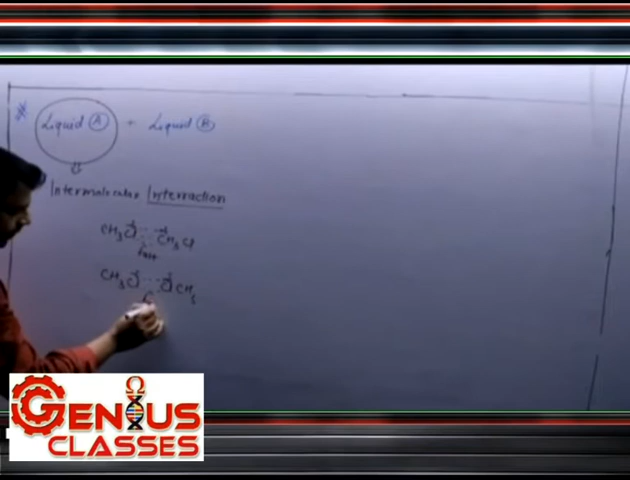 Liquid A + Liquid B
Intermolecular Interraction
CH3Cl ... CH3Cl
CH3Cl ... Cl CH3
GENIUS
CLASSES